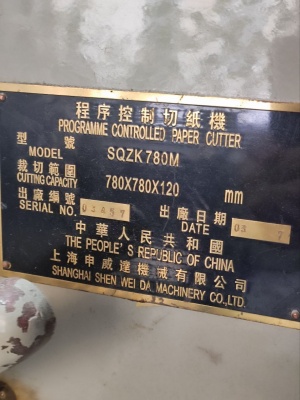 程序控制切纸機
PROGRAMME CONTROLLED PAPER CUTTER
型號
MODEL SQZK780M
裁切範圍
CUTTING CAPACITY 780X780X120 mm
出廠編號 出廠日期
SERIAL NO. DATE 03 7
中華人民共和國
THE PEOPLE'S REPUBLIC OF CHINA
上海申威達機械有限公司
SHANGHAI SHEN WEI DA MACHINERY CO.,LTD.